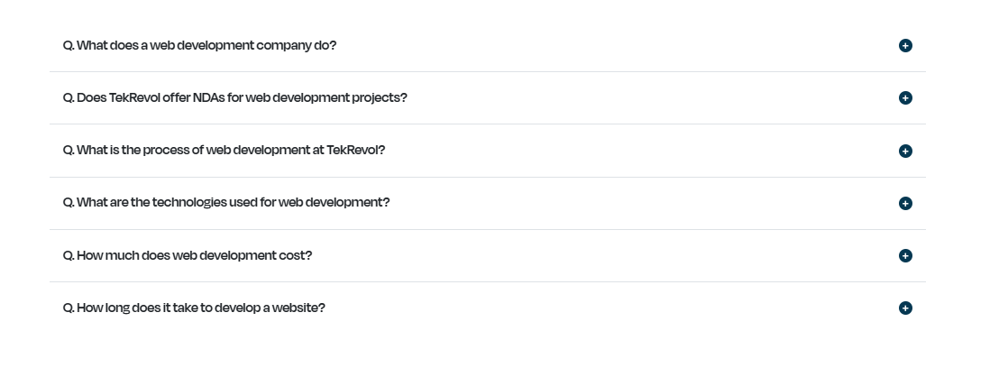 Q. What does a web development company do?
Q. Does TekRevol offer NDAs for web development projects?
Q. What is the process of web development at TekRevol?
Q. What are the technologies used for web development?
Q. How much does web development cost?
Q. How long does it take to develop a website?